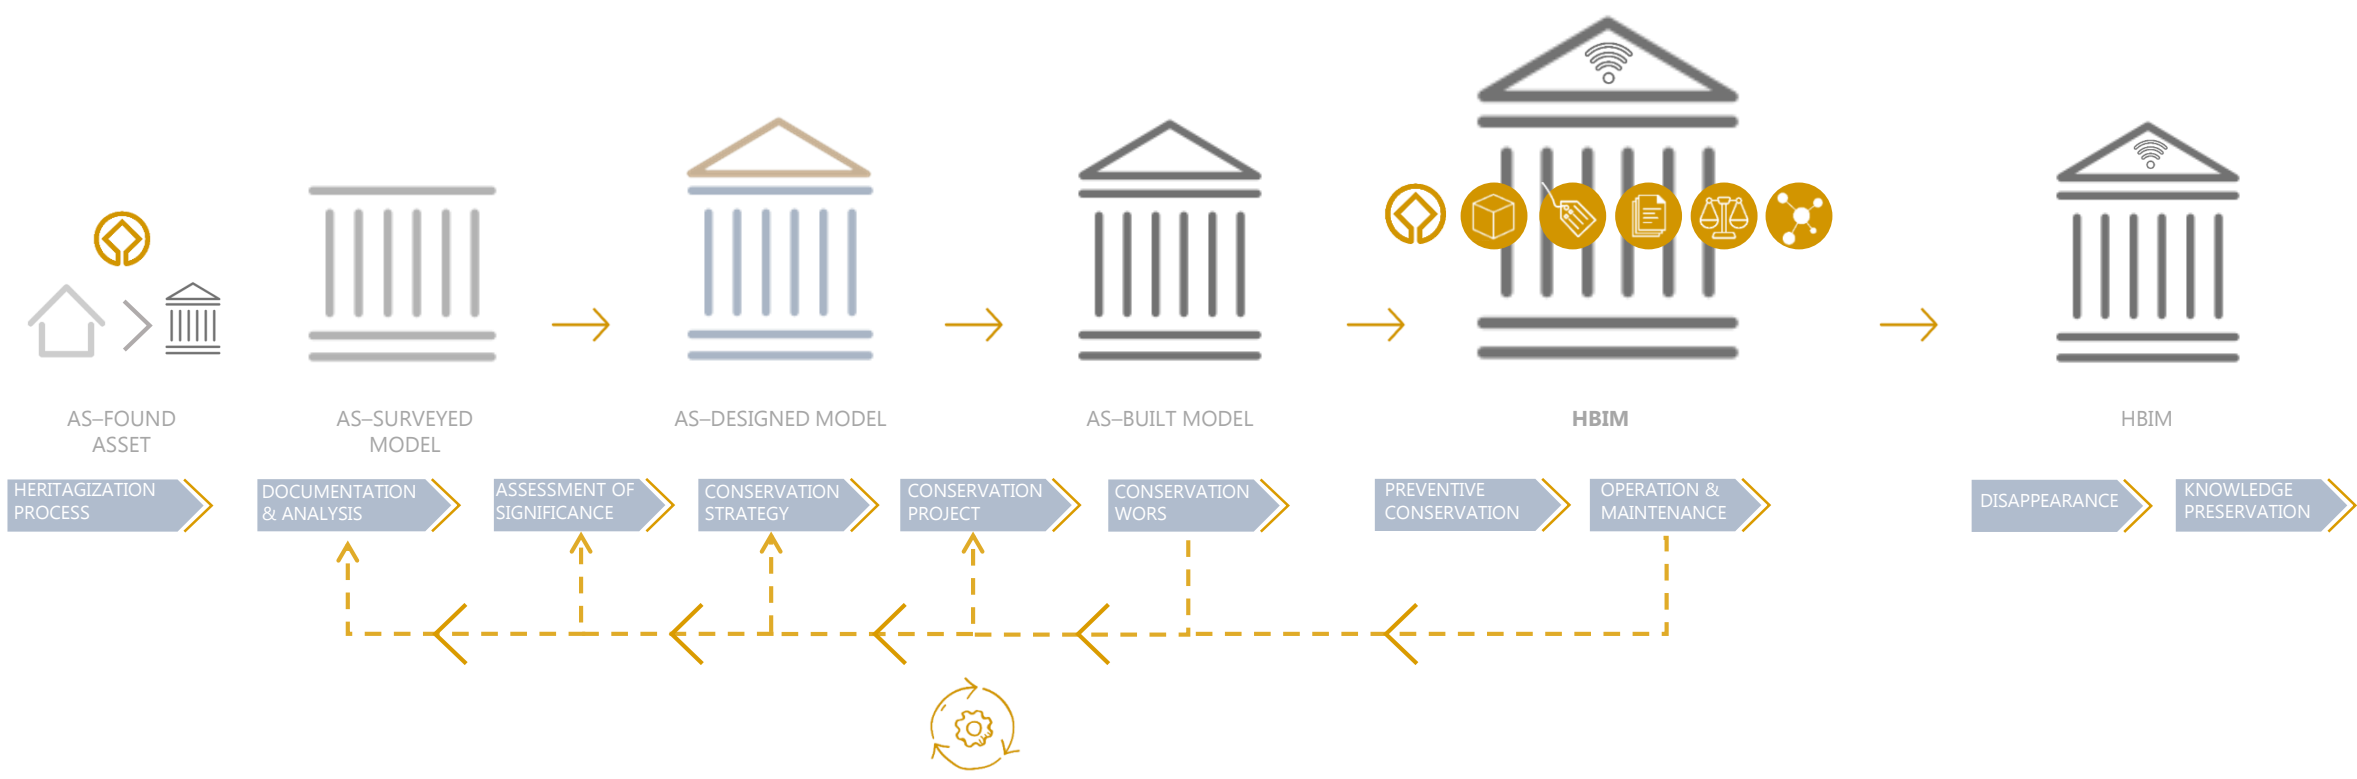 AS–FOUND
ASSET
AS–SURVEYED
MODEL
AS–DESIGNED MODEL
AS–BUILT MODEL
HBIM
HBIM
HERITAGIZATION
PROCESS
DOCUMENTATION
& ANALYSIS
ASSESSMENT OF
SIGNIFICANCE
CONSERVATION
STRATEGY
CONSERVATION
PROJECT
CONSERVATION
WORS
PREVENTIVE
CONSERVATION
OPERATION &
MAINTENANCE
DISAPPEARANCE
KNOWLEDGE
PRESERVATION